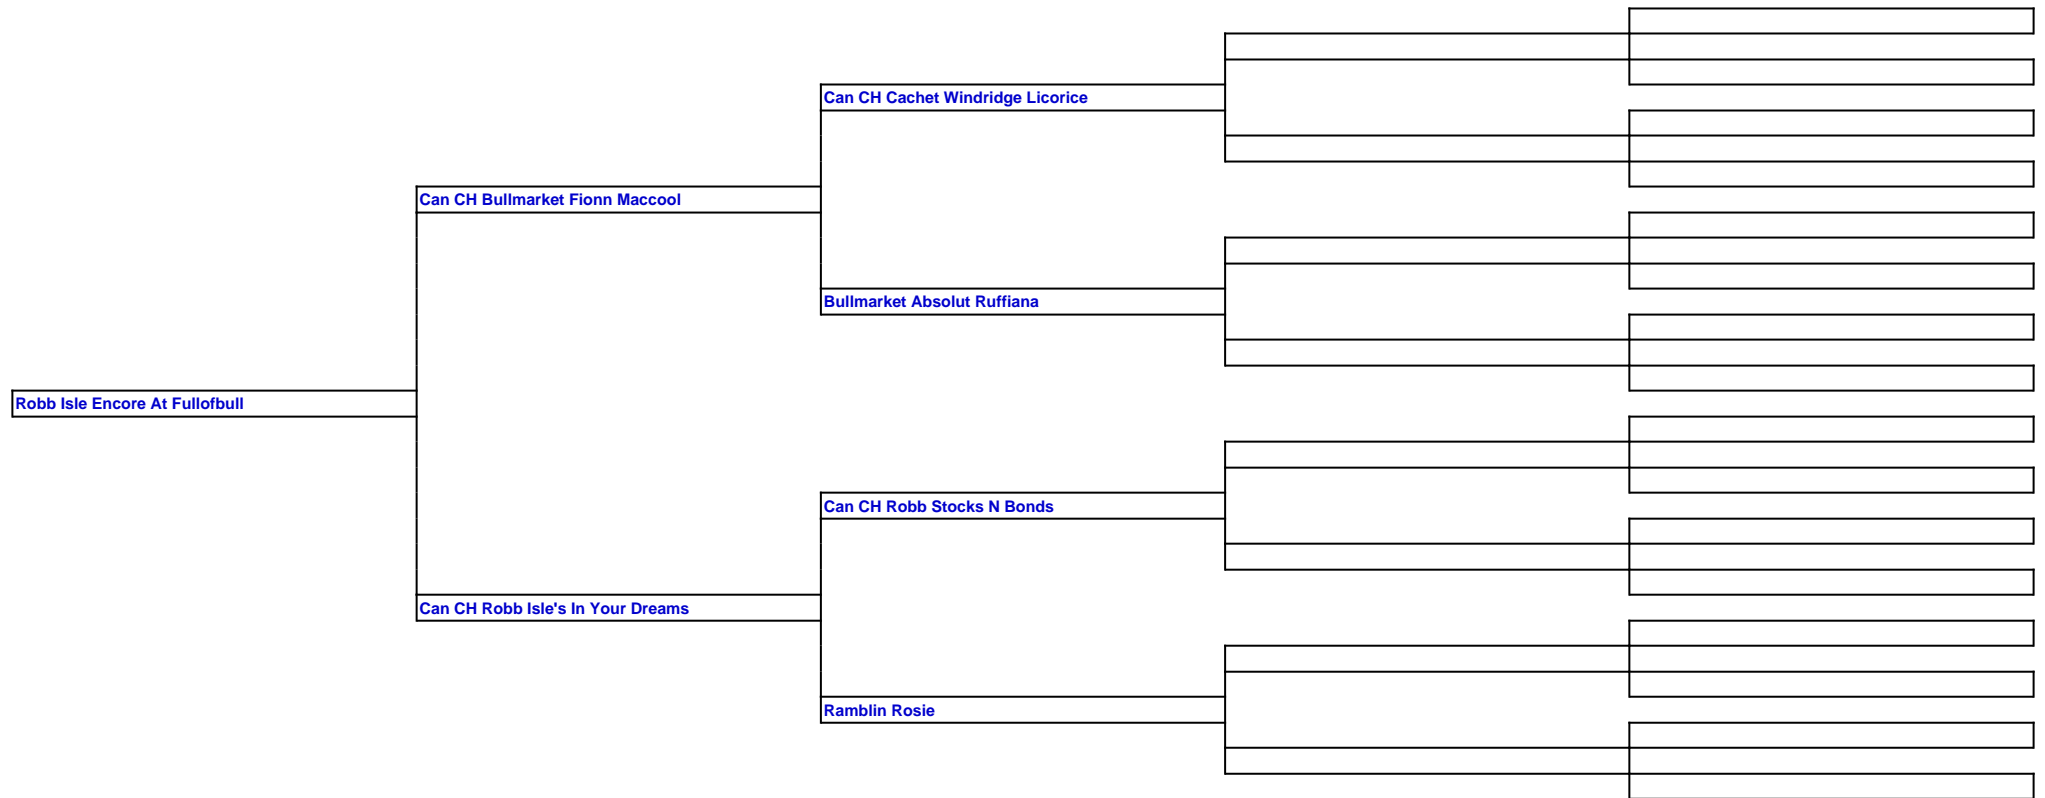 Can CH Cachet Windridge Licorice
Can CH Bullmarket Fionn Maccool
Bullmarket Absolut Ruffiana
Robb Isle Encore At Fullofbull
Can CH Robb Stocks N Bonds
Can CH Robb Isle's In Your Dreams
Ramblin Rosie